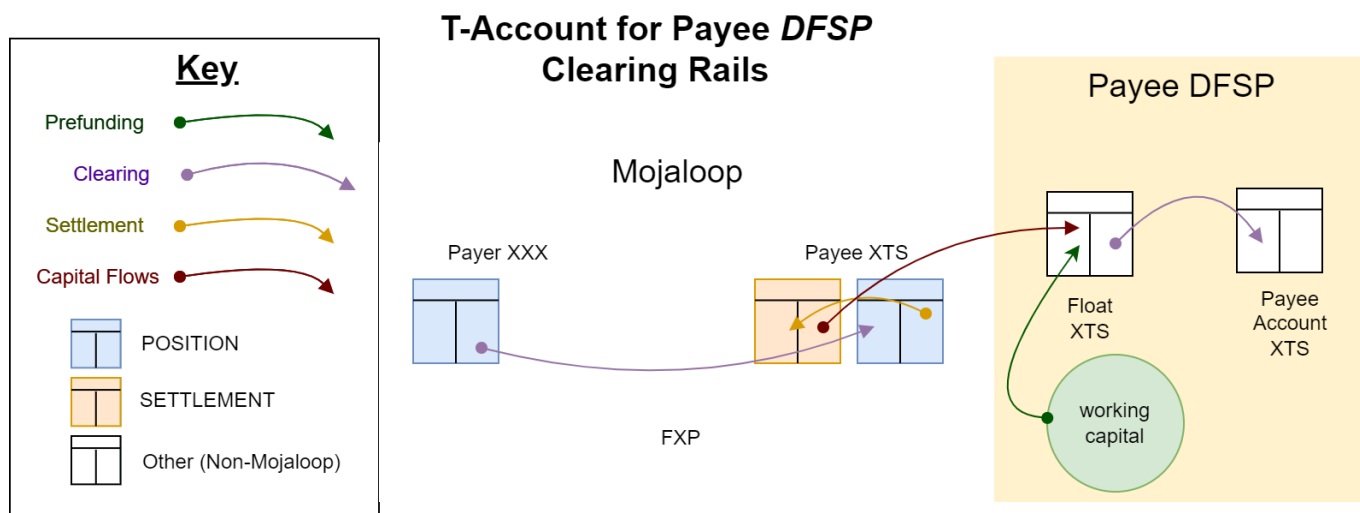 T-Account for Payee DFSP
Clearing Rails
Key
Prefunding
Clearing
Settlement
Capital Flows
POSITION
SETTLEMENT
Other (Non-Mojaloop)
Mojaloop
Payer XXX
Payee XTS
FXP
Payee DFSP
Float
XTS
Payee
Account
XTS
working
capital